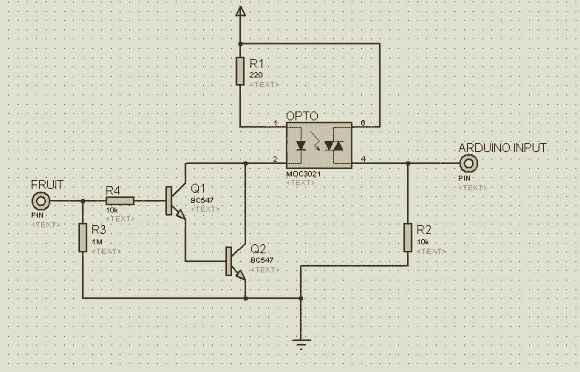 R1
220
<TEXT>
OPTO
1
6
2
4
MOC3021
<TEXT>
ARDUINO INPUT
PIN
<TEXT>
FRUIT
PIN
<TEXT>
R4
10k
<TEXT>
Q1
BC547
<TEXT>
R3
1M
<TEXT>
Q2
BC547
<TEXT>
R2
10k
<TEXT>